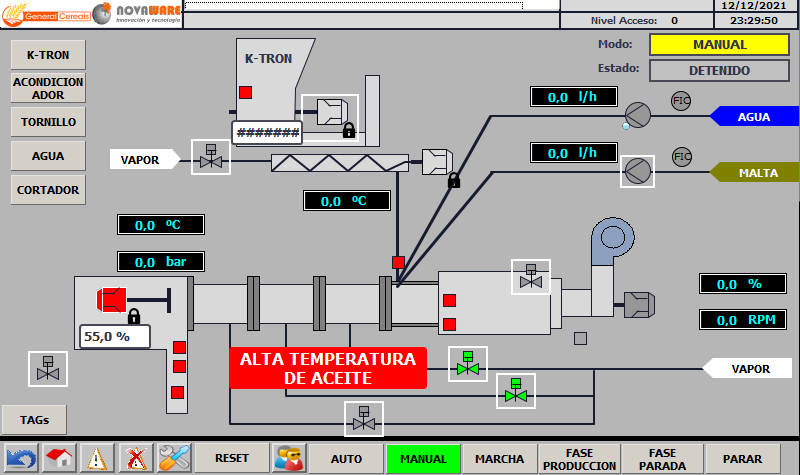 General Cereals
NOVAWARE
innovación y tecnología
12/12/2021
Nivel Acceso: 0
23:29:50
K-TRON
ACONDICION
ADOR
TORNILLO
AGUA
CORTADOR
K-TRON
#######
VAPOR
0,0 ºC
0,0 ºC
0,0 bar
55,0 %
Modo: MANUAL
Estado: DETENIDO
0,0 l/h
FIC
AGUA
0,0 l/h
FIC
MALTA
0,0 %
0,0 RPM
ALTA TEMPERATURA
DE ACEITE
VAPOR
TAGs
RESET
AUTO
MANUAL
MARCHA
FASE
PRODUCCION
FASE
PARADA
PARAR